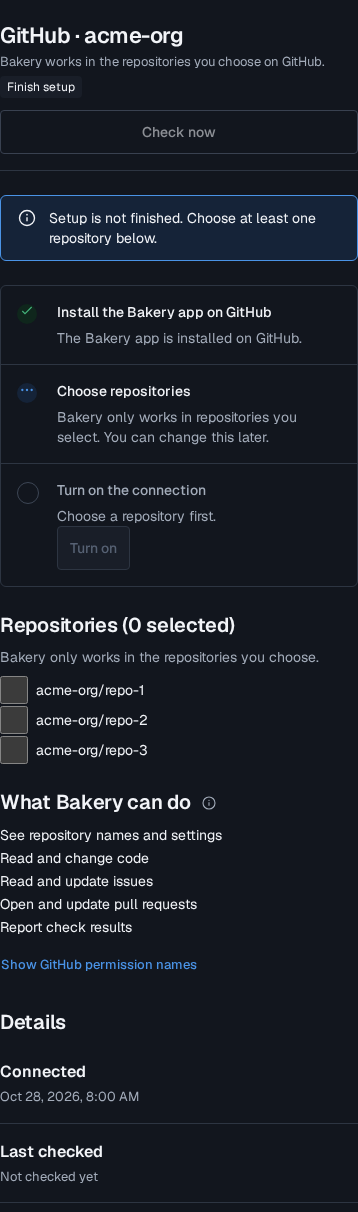 GitHub · acme-org
Bakery works in the repositories you choose on GitHub.
Finish setup
Check now
Setup is not finished. Choose at least one
repository below.
Install the Bakery app on GitHub
The Bakery app is installed on GitHub.
Choose repositories
Bakery only works in repositories you
select. You can change this later.
Turn on the connection
Choose a repository first.
Turn on
Repositories (0 selected)
Bakery only works in the repositories you choose.
acme-org/repo-1
acme-org/repo-2
acme-org/repo-3
What Bakery can do
See repository names and settings
Read and change code
Read and update issues
Open and update pull requests
Report check results
Show GitHub permission names
Details
Connected
Oct 28, 2026, 8:00 AM
Last checked
Not checked yet